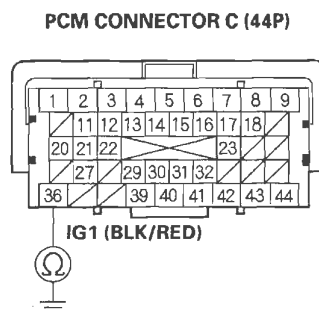 PCM CONNECTOR C (44P)
1 2 3 4 5 6 7 8 9
11 12 13 14 15 16 17 18
20 21 22 23
27 29 30 31 32
36 39 40 41 42 43 44
IG1 (BLK/RED)
Ω